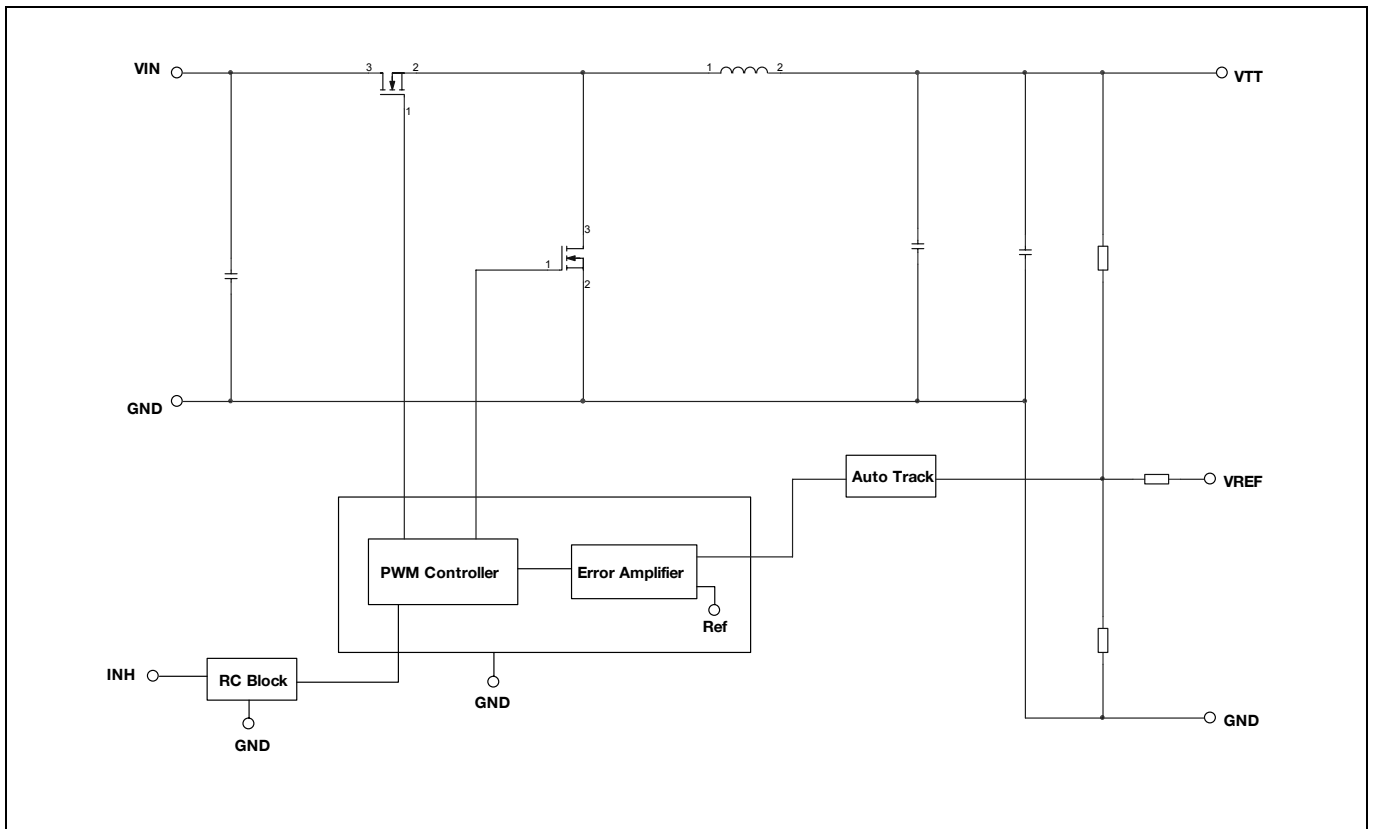 VIN
3
2
1
2
VTT
1
3
1
2
GND
Auto Track
VREF
PWM Controller
Error Amplifier
Ref
INH
RC Block
GND
GND
GND